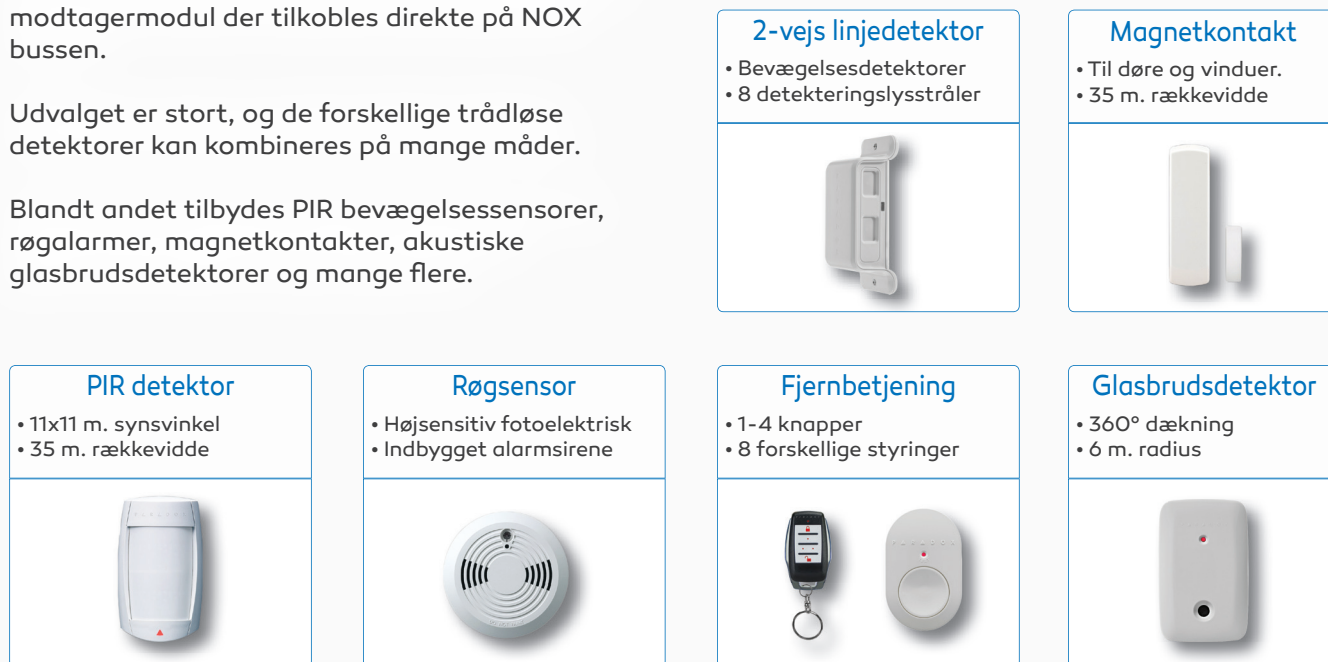 modtagermodul der tilkobles direkte på NOX
bussen.
Udvalget er stort, og de forskellige trådløse
detektorer kan kombineres på mange måder.
Blandt andet tilbydes PIR bevægelsessensorer,
røgalarmer, magnetkontakter, akustiske
glasbrudsdetektorer og mange flere.
2-vejs linjedetektor
• Bevægelsesdetektorer
• 8 detekteringslysstråler
Magnetkontakt
• Til døre og vinduer.
• 35 m. rækkevidde
PIR detektor
• 11x11 m. synsvinkel
• 35 m. rækkevidde
Røgsensor
• Højsensitiv fotoelektrisk
• Indbygget alarmsirene
Fjernbetjening
• 1-4 knapper
• 8 forskellige styringer
Glasbrudsdetektor
• 360° dækning
• 6 m. radius